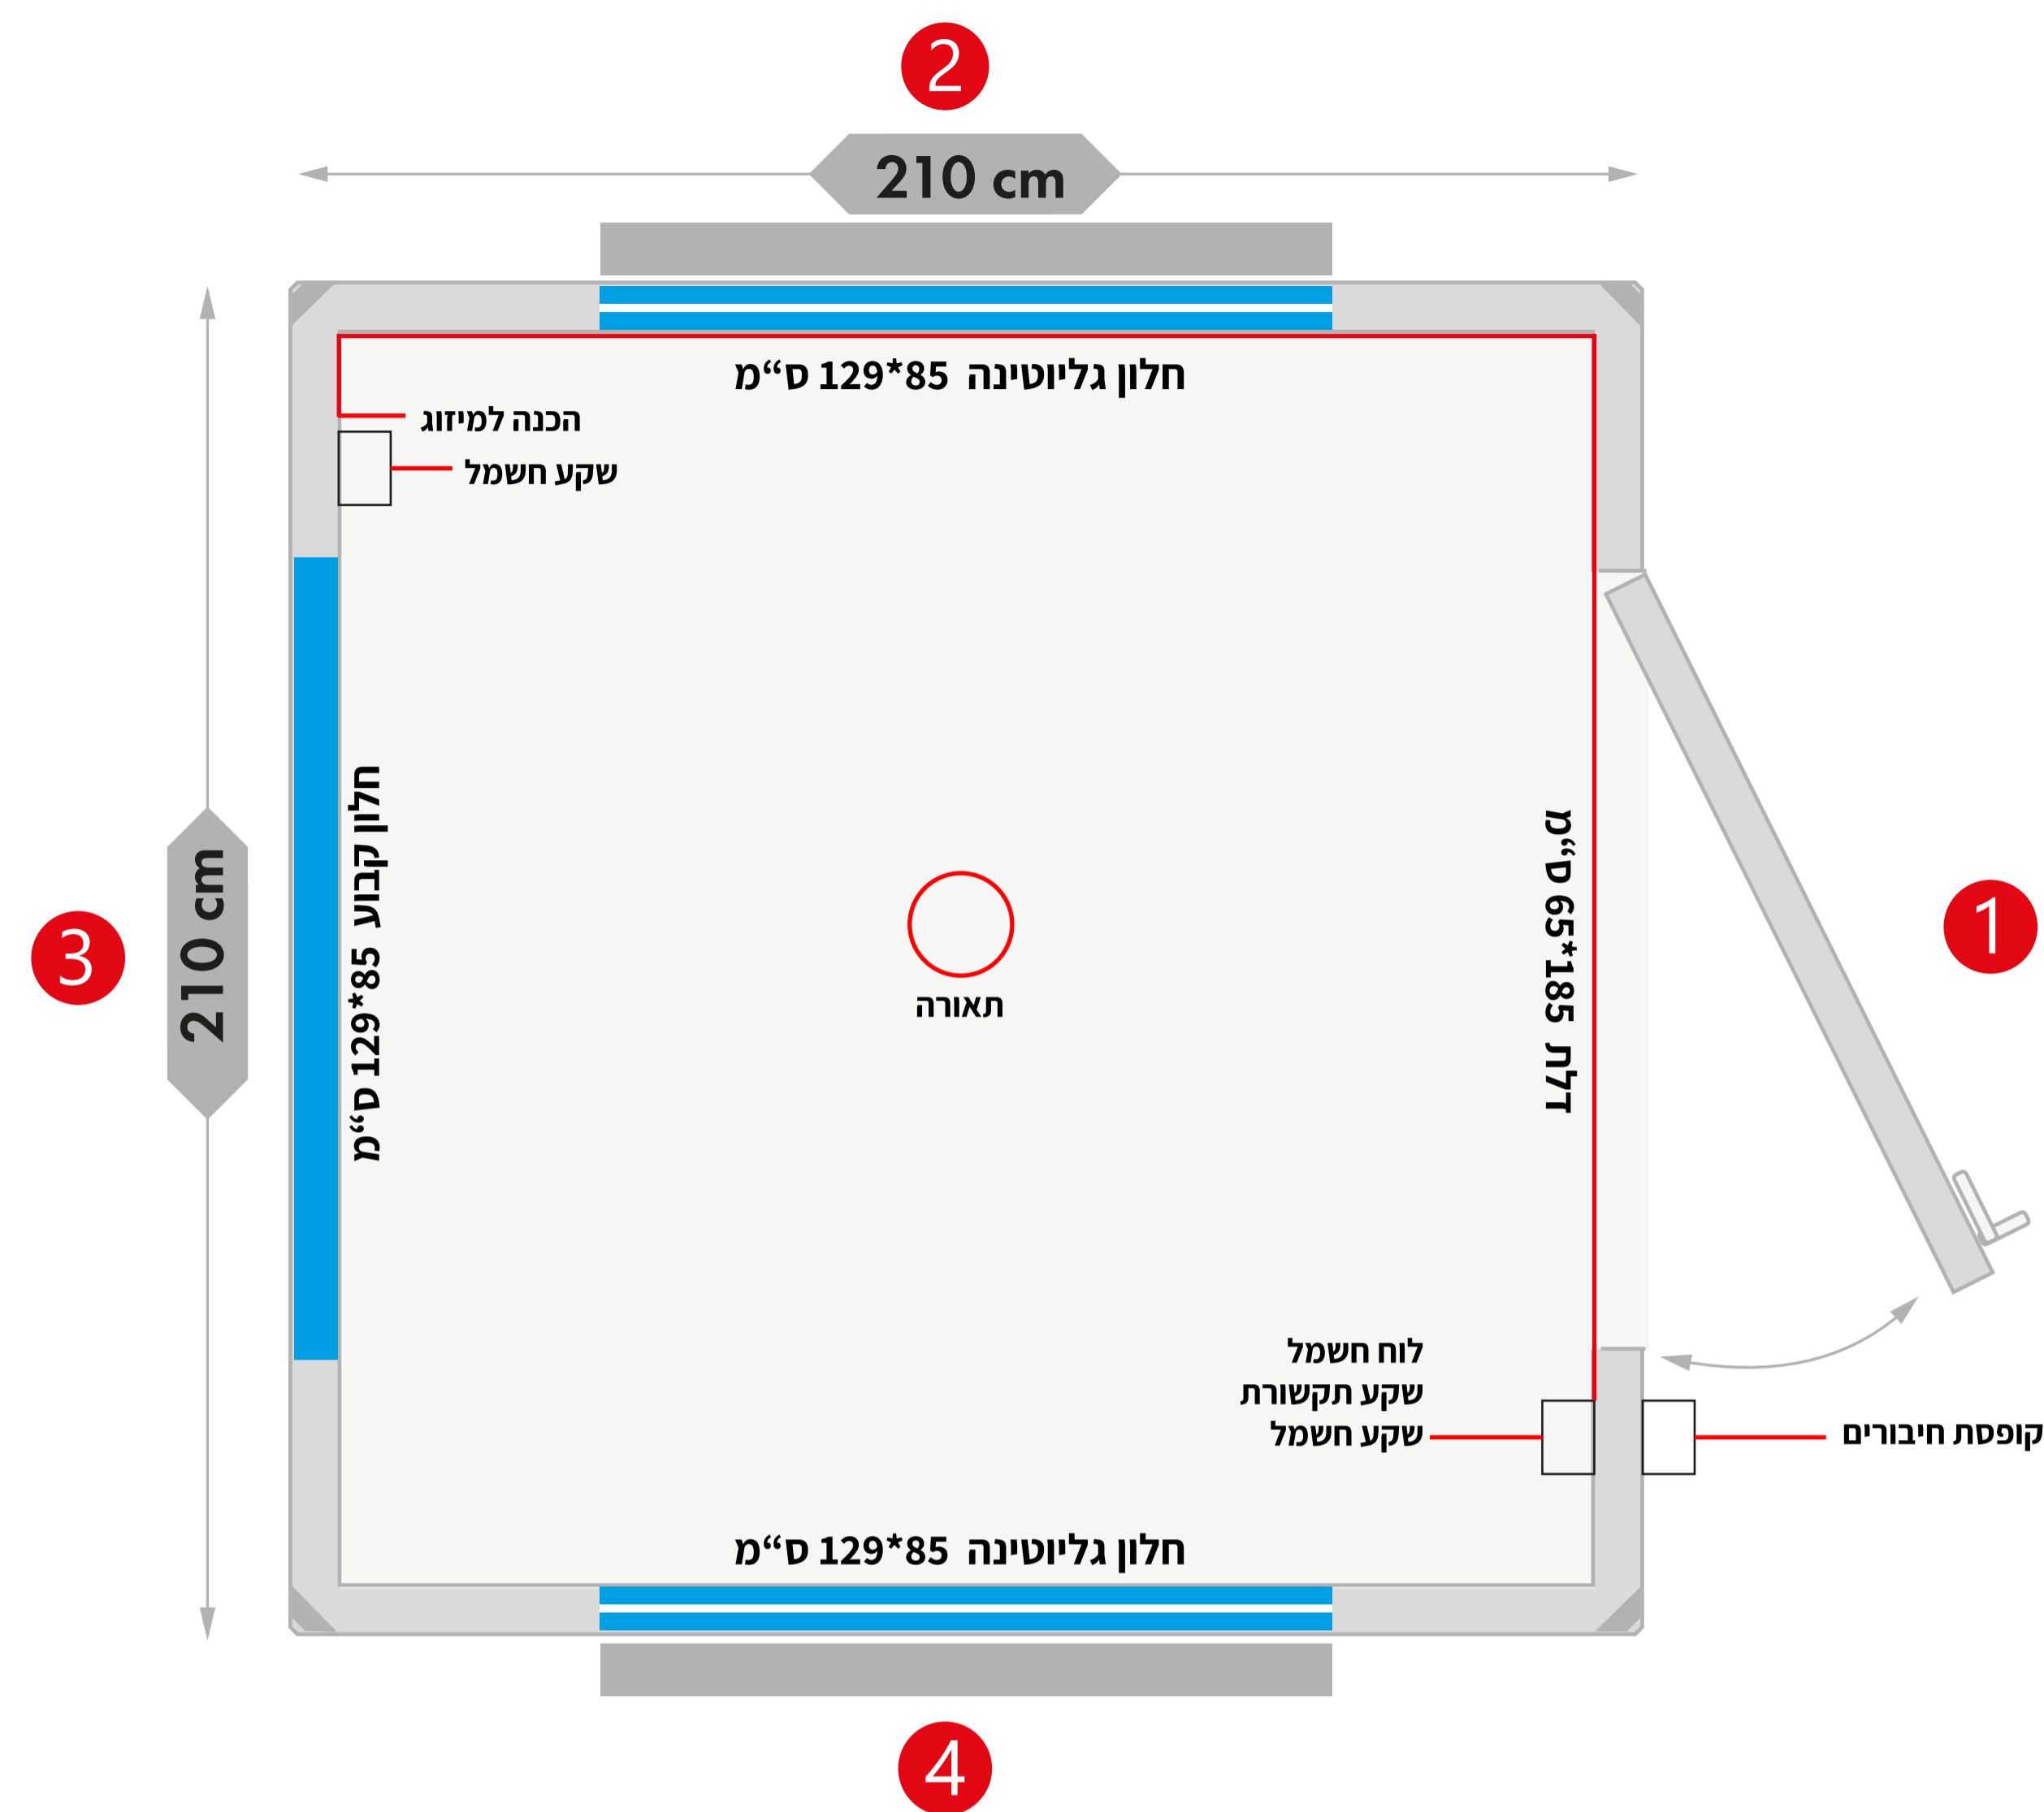 2
210 cm
חלון גליוטינה 85*129 ס״מ
הכנה למיזוג
שקע חשמל
חלון קבוע 85*129 ס״מ
3
210 cm
תאורה
דלת 185*95 ס״מ
1
לוח חשמל
שקע תקשורת
שקע חשמל
קופסת חיבורים
חלון גליוטינה 85*129 ס״מ
4